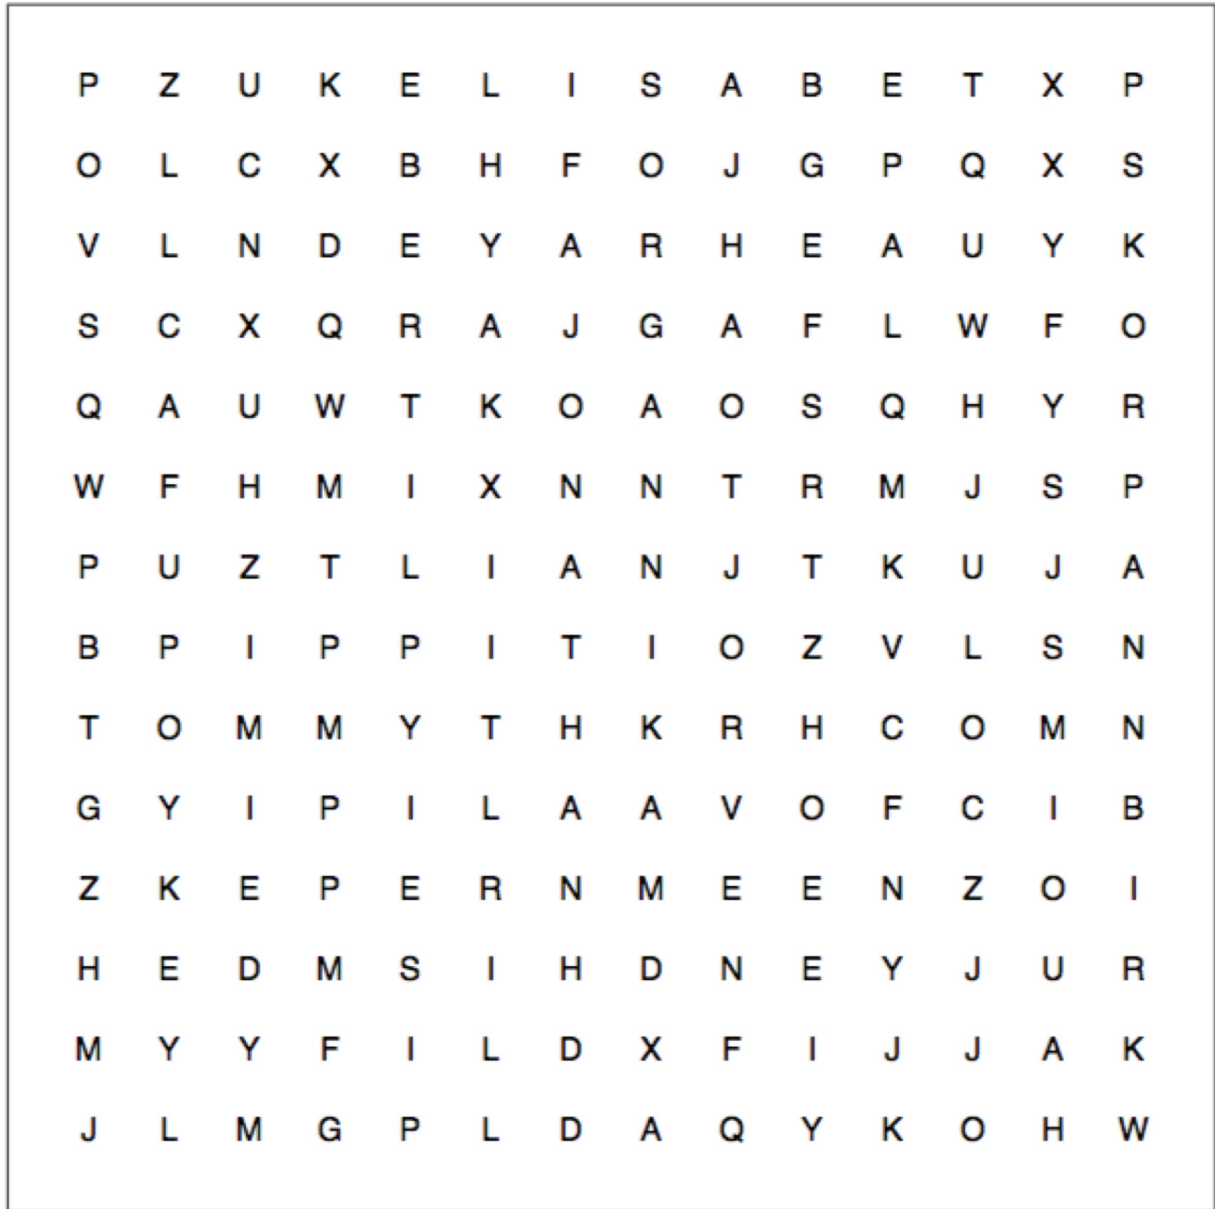 P Z U K E L I S A B E T X P
O L C X B H F O J G P Q X S
V L N D E Y A R H E A U Y K
S C X Q R A J G A F L W F O
Q A U W T K O A O S Q H Y R
W F H M I X N N T R M J S P
P U Z T L I A N J T K U J A
B P I P P I T I O Z V L S N
T O M M Y T H K R H C O M N
G Y I P I L A A V O F C I B
Z K E P E R N M E E N Z O I
H E D M S I H D N E Y J U R
M Y Y F I L D X F I J J A K
J L M G P L D A Q Y K O H W